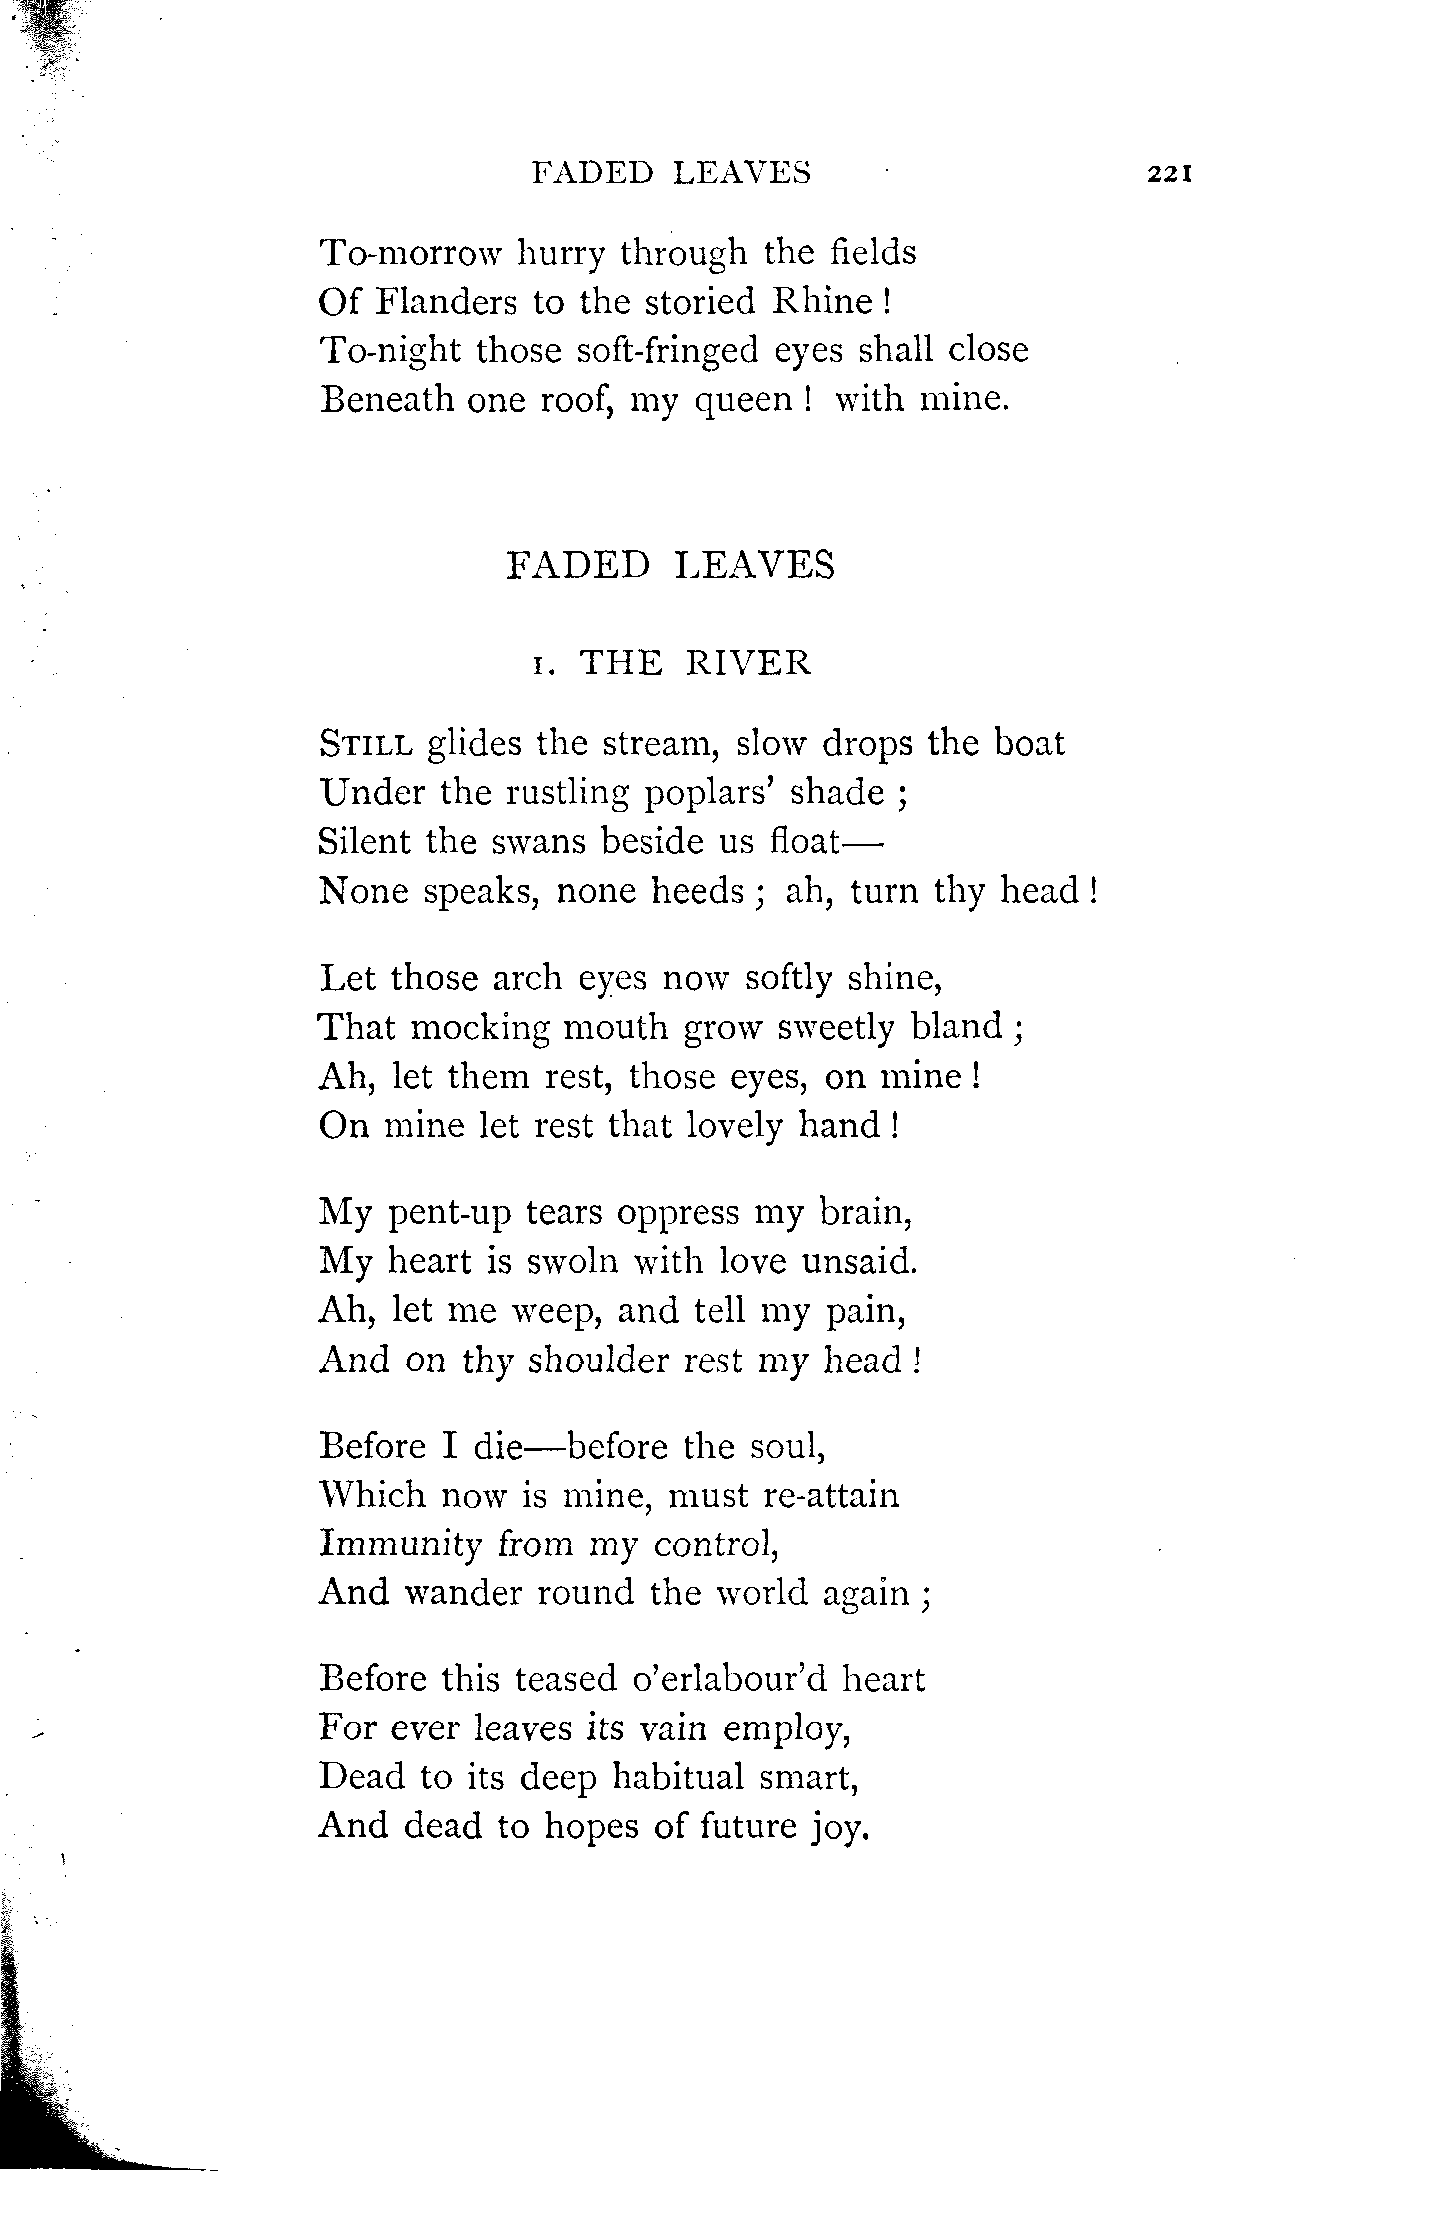 FADED LEAVES 221
To-morrow hurry through the fields
Of Flanders to the storied Rhine !
To-night those soft-fringed eyes shall close
Beneath one roof, my queen ! with mine.
FADED LEAVES
1. THE RIVER
STILL glides the stream, slow drops the boat
Under the rustling poplars’ shade ;
Silent the swans beside us float—
None speaks, none heeds ; ah, turn thy head !
Let those arch eyes now softly shine,
That mocking mouth grow sweetly bland ;
Ah, let them rest, those eyes, on mine !
On mine let rest that lovely hand !
My pent-up tears oppress my brain,
My heart is swoln with love unsaid.
Ah, let me weep, and tell my pain,
And on thy shoulder rest my head !
Before I die—before the soul,
Which now is mine, must re-attain
Immunity from my control,
And wander round the world again ;
Before this teased o’erlabour’d heart
For ever leaves its vain employ,
Dead to its deep habitual smart,
And dead to hopes of future joy.